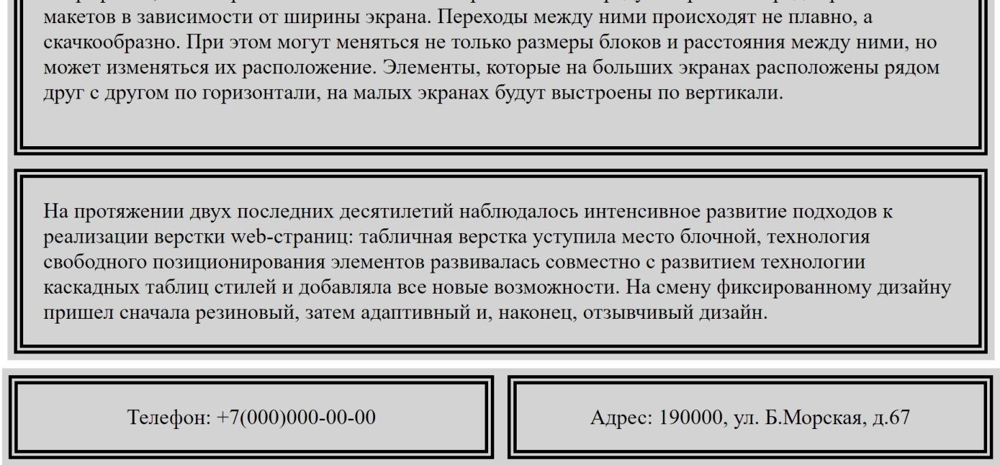 макетов в зависимости от ширины экрана. Переходы между ними происходят не плавно, а
скачкообразно. При этом могут меняться не только размеры блоков и расстояния между ними, но
может изменяться их расположение. Элементы, которые на больших экранах расположены рядом
друг с другом по горизонтали, на малых экранах будут выстроены по вертикали.
На протяжении двух последних десятилетий наблюдалось интенсивное развитие подходов к
реализации верстки web-страниц: табличная верстка уступила место блочной, технология
свободного позиционирования элементов развивалась совместно с развитием технологии
каскадных таблиц стилей и добавляла все новые возможности. На смену фиксированному дизайну
пришел сначала резиновый, затем адаптивный и, наконец, отзывчивый дизайн.
Телефон: +7(000)000-00-00
Адрес: 190000, ул. Б.Морская, д.67